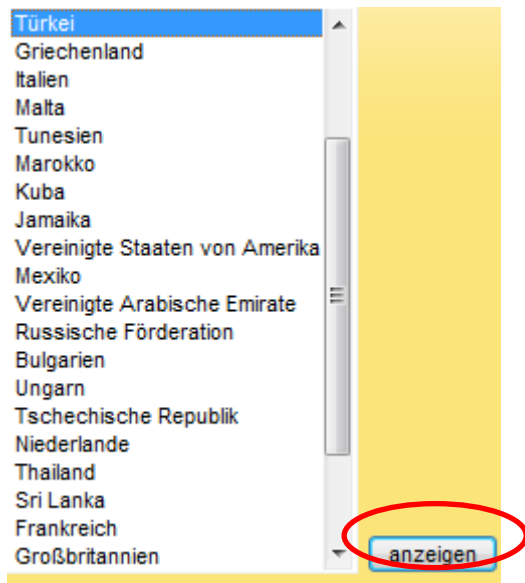 Türkei
Griechenland
Italien
Malta
Tunesien
Marokko
Kuba
Jamaika
Vereinigte Staaten von Amerika
Mexiko
Vereinigte Arabische Emirate
Russische Förderation
Bulgarien
Ungarn
Tschechische Republik
Niederlande
Thailand
Sri Lanka
Frankreich
Großbritannien
anzeigen